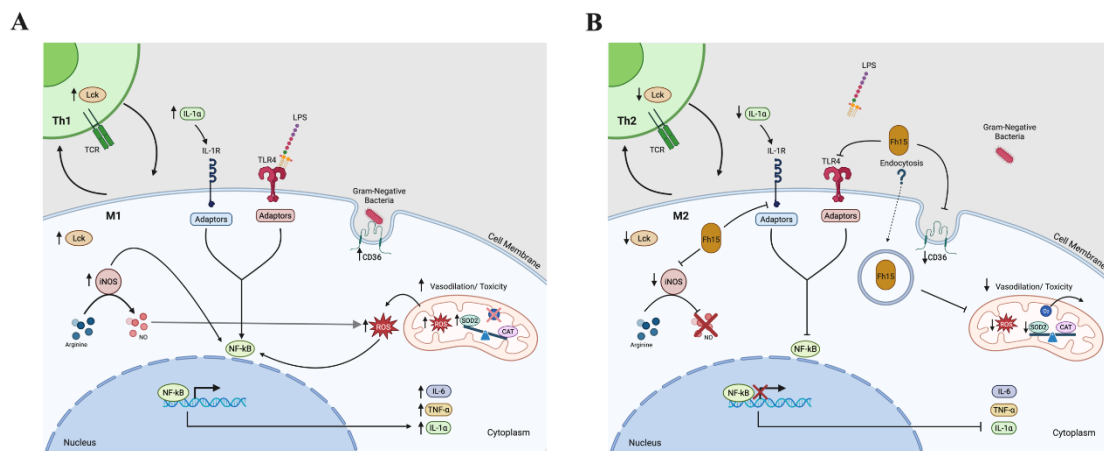 A
Lck
Th1
TCR
IL-1α
LPS
IL-1R
TLR4
Gram-Negative
Bacteria
M1
Adaptors
Adaptors
Lck
CD36
Cell Membrane
iNOS
Vasodilation/ Toxicity
ROS
ROS
SOD2
CAT
Arginine
NO
NF-kB
NF-kB
IL-6
TNF-α
IL-1α
Nucleus
Cytoplasm
B
LPS
Lck
Th2
TCR
IL-1α
IL-1R
TLR4
Fh15
Endocytosis
?
Gram-Negative
Bacteria
M2
Adaptors
Adaptors
Lck
Fh15
CD36
Cell Membrane
Fh15
iNOS
Vasodilation/ Toxicity
O₂
ROS
SOD2
CAT
Arginine
NO
NF-kB
NF-kB
IL-6
TNF-α
IL-1α
Nucleus
Cytoplasm